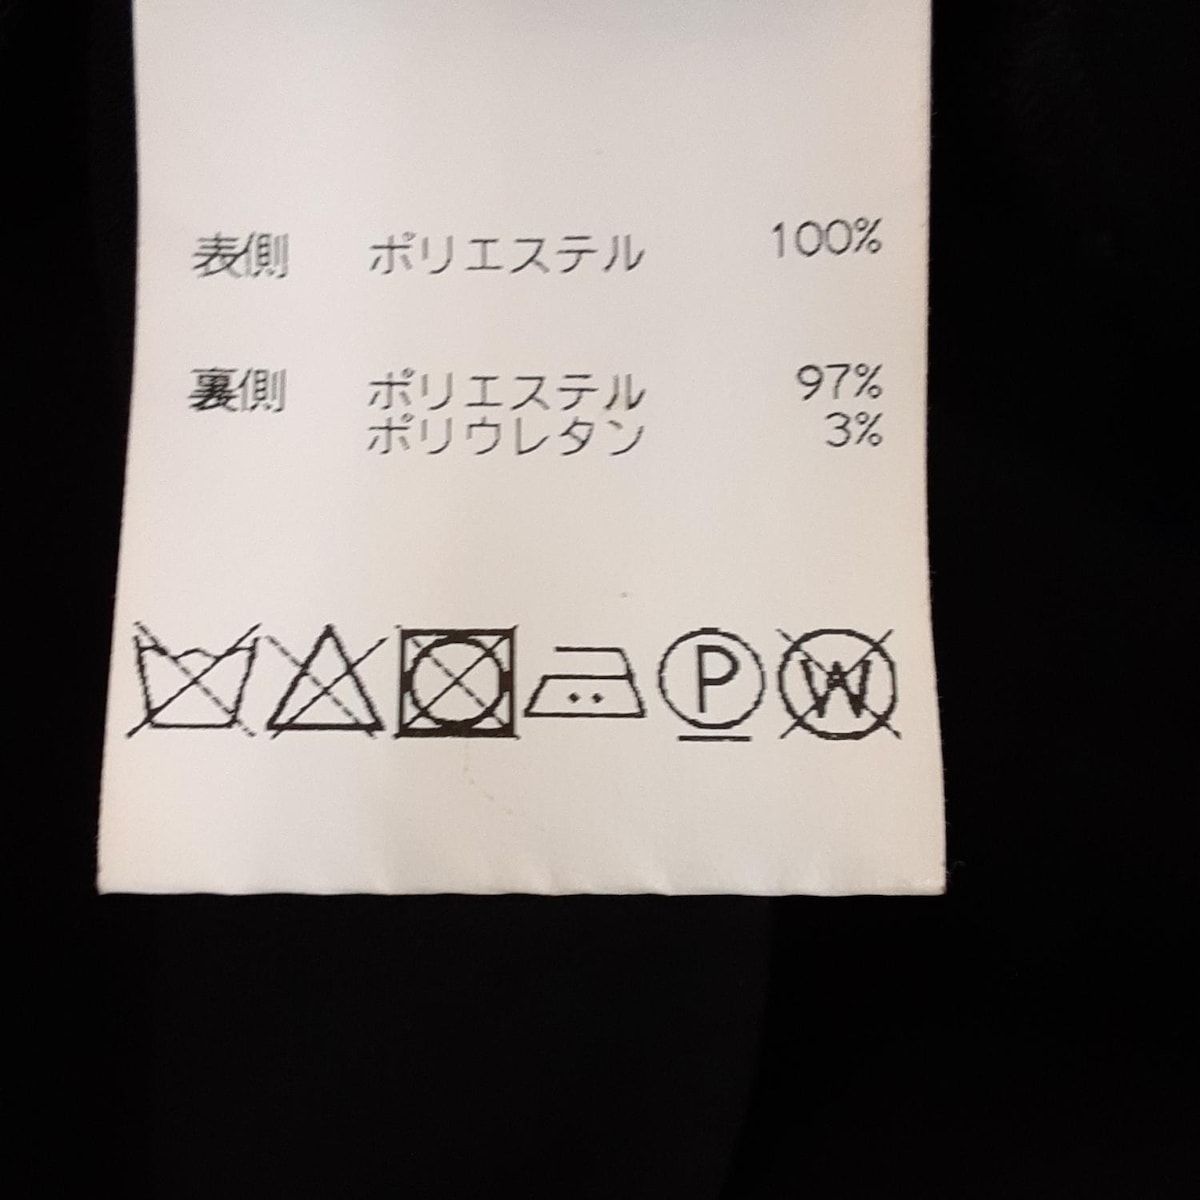 表側 ポリエステル 100%
裏側 ポリエステル 97%
ポリウレタン 3%
P W